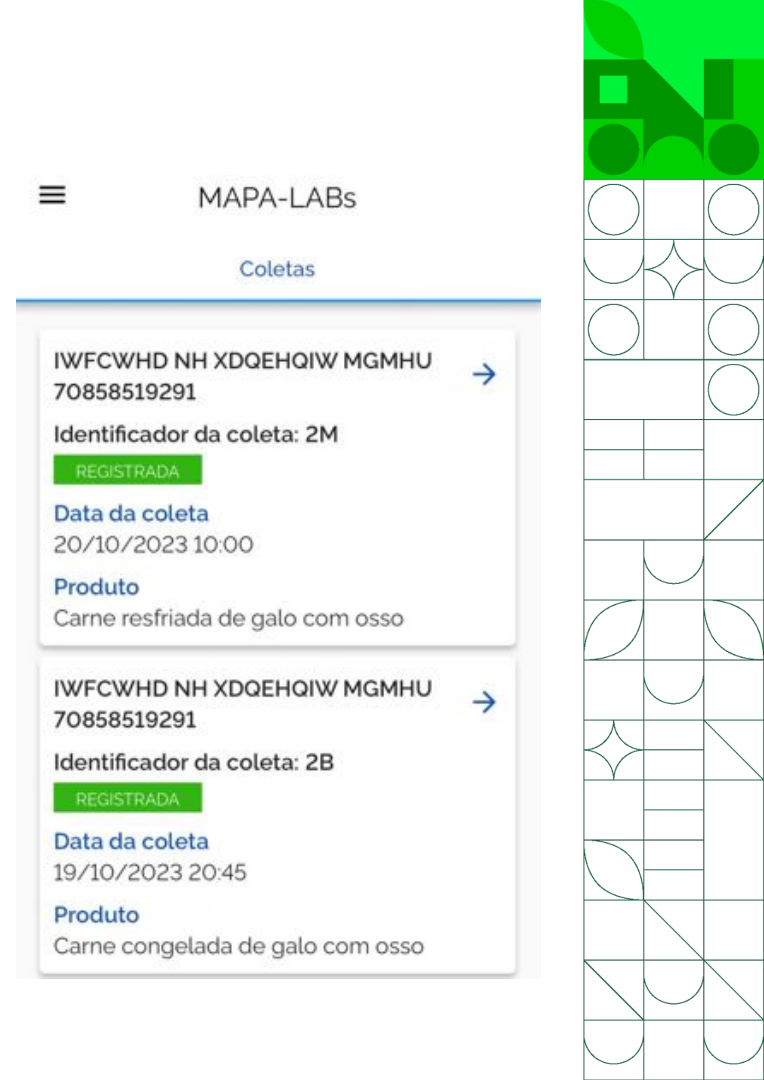 MAPA-LABs
Coletas
IWFCWHD NH XDQEHQIW MGMHU
70858519291
Identificador da coleta: 2M
REGISTRADA
Data da coleta
20/10/2023 10:00
Produto
Carne resfriada de galo com osso
IWFCWHD NH XDQEHQIW MGMHU
70858519291
Identificador da coleta: 2B
REGISTRADA
Data da coleta
19/10/2023 20:45
Produto
Carne congelada de galo com osso